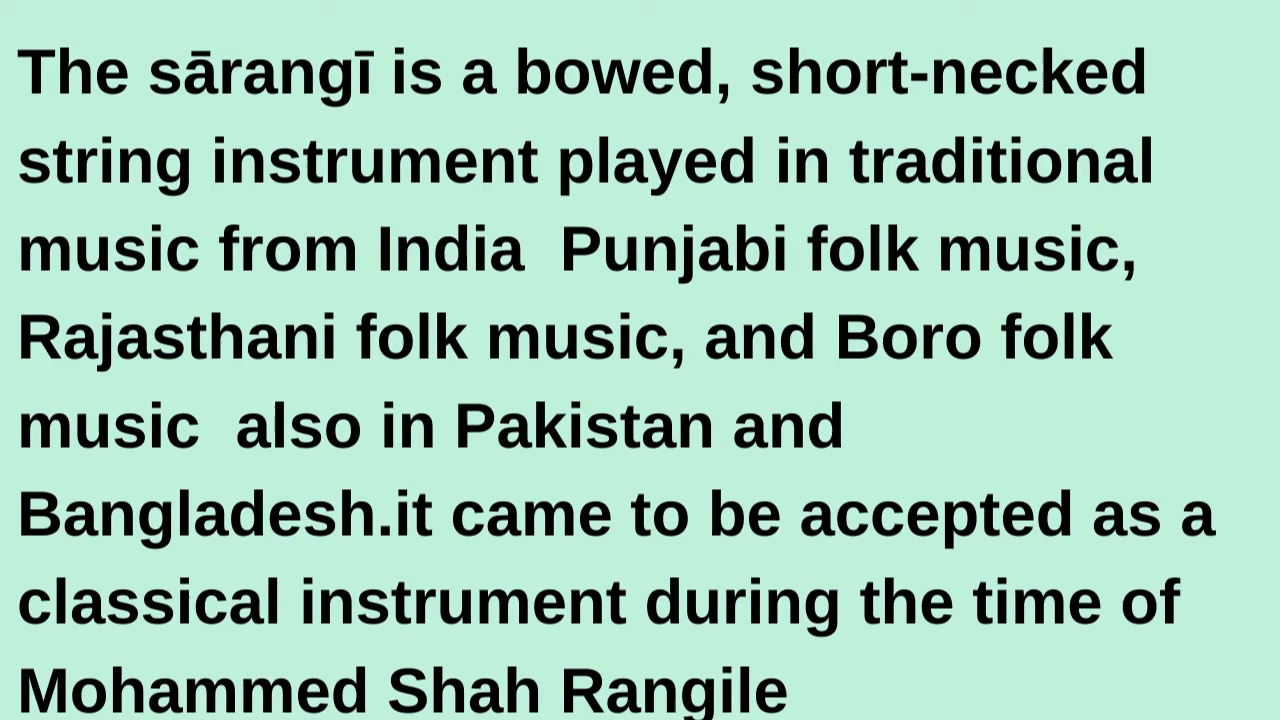 The sārangī is a bowed, short-necked
string instrument played in traditional
music from India  Punjabi folk music,
Rajasthani folk music, and Boro folk
music  also in Pakistan and
Bangladesh.it came to be accepted as a
classical instrument during the time of
Mohammed Shah Rangile